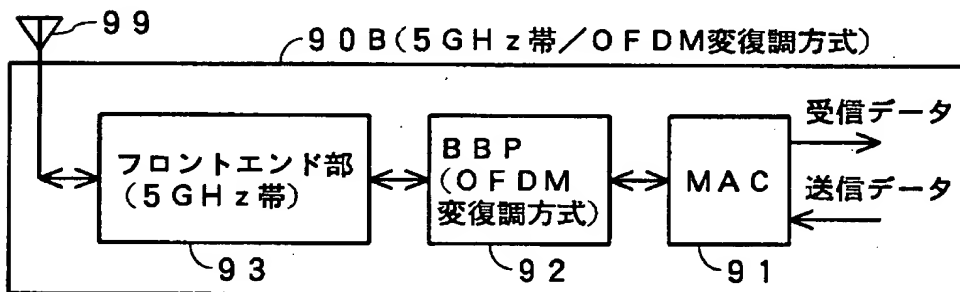 99
90B(5GHz帯/OFDM変復調方式)
受信データ
フロントエンド部
(5GHz帯)
BBP
(OFDM
変復調方式)
MAC
送信データ
93
92
91